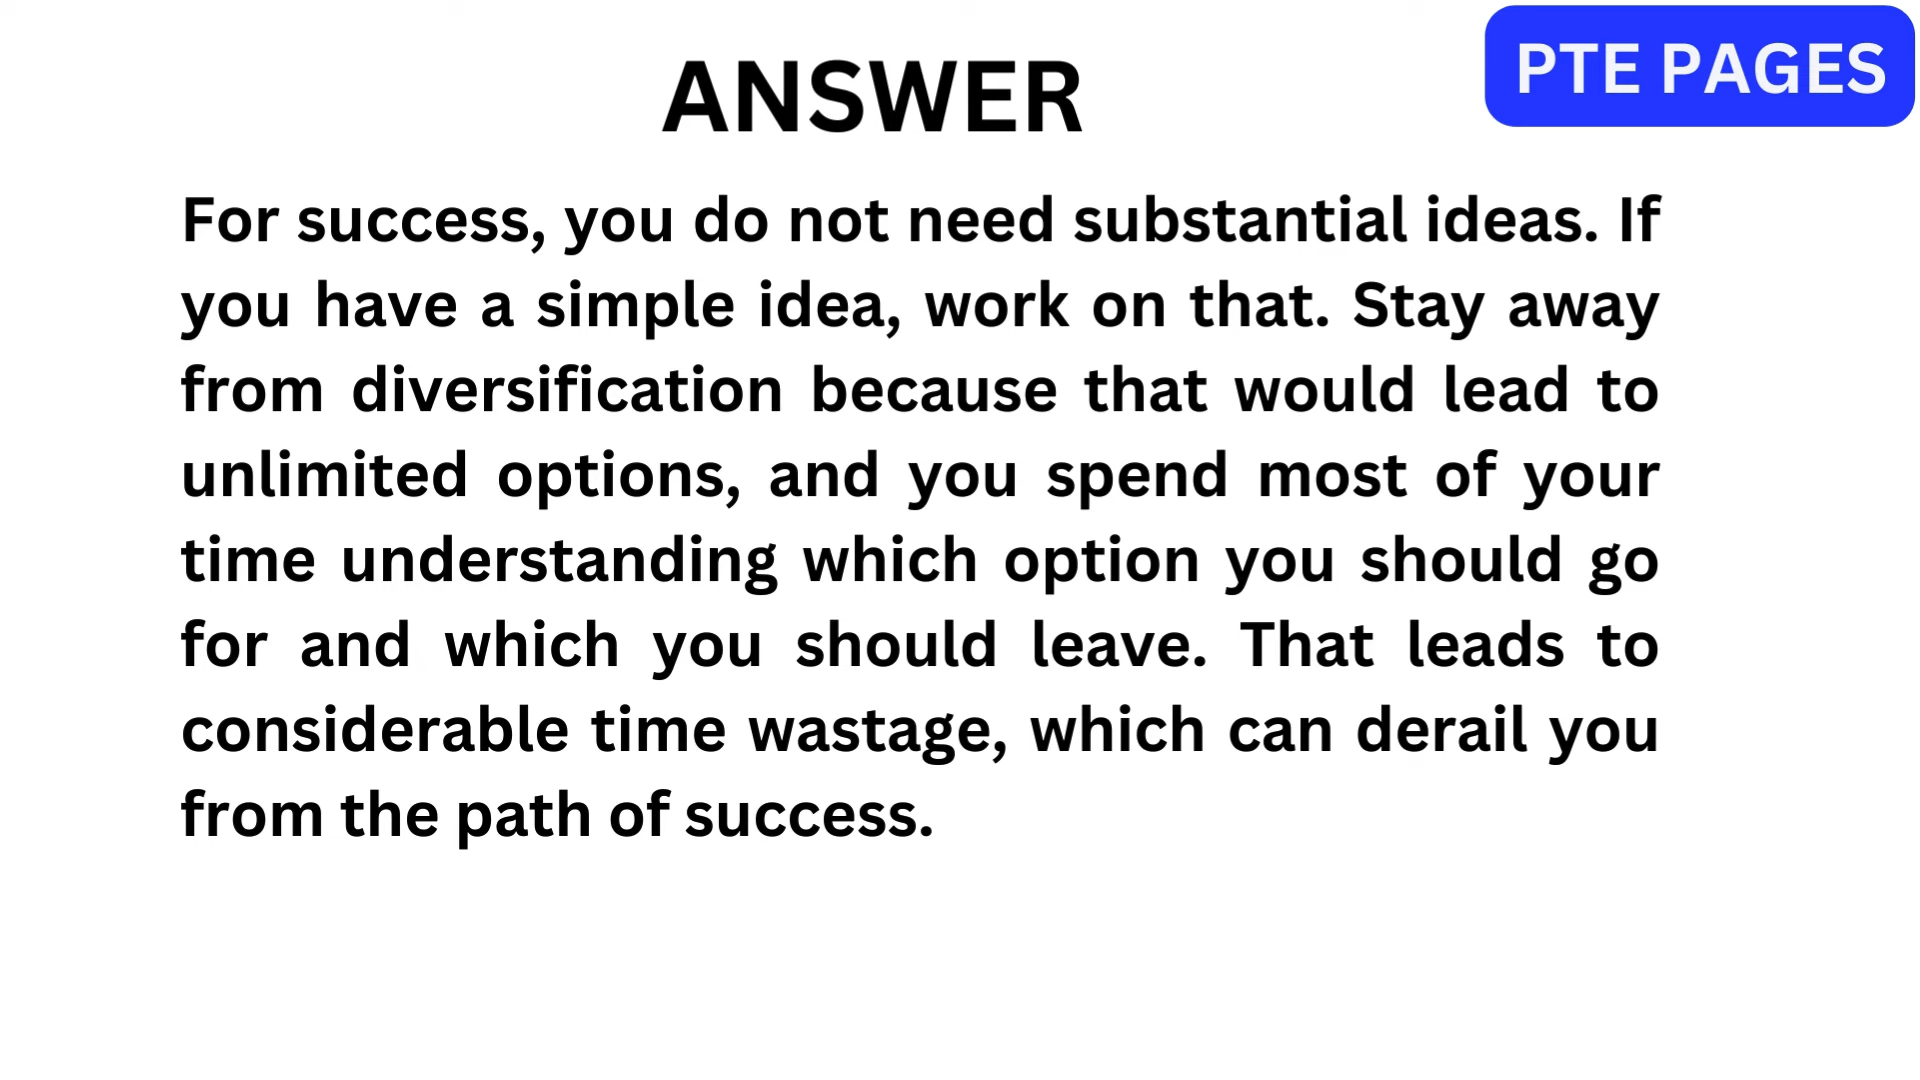 PTE PAGES
ANSWER
For success, you do not need substantial ideas. If
you have a simple idea, work on that. Stay away
from diversification because that would lead to
unlimited options, and you spend most of your
time understanding which option you should go
for and which you should leave. That leads to
considerable time wastage, which can derail you
from the path of success.